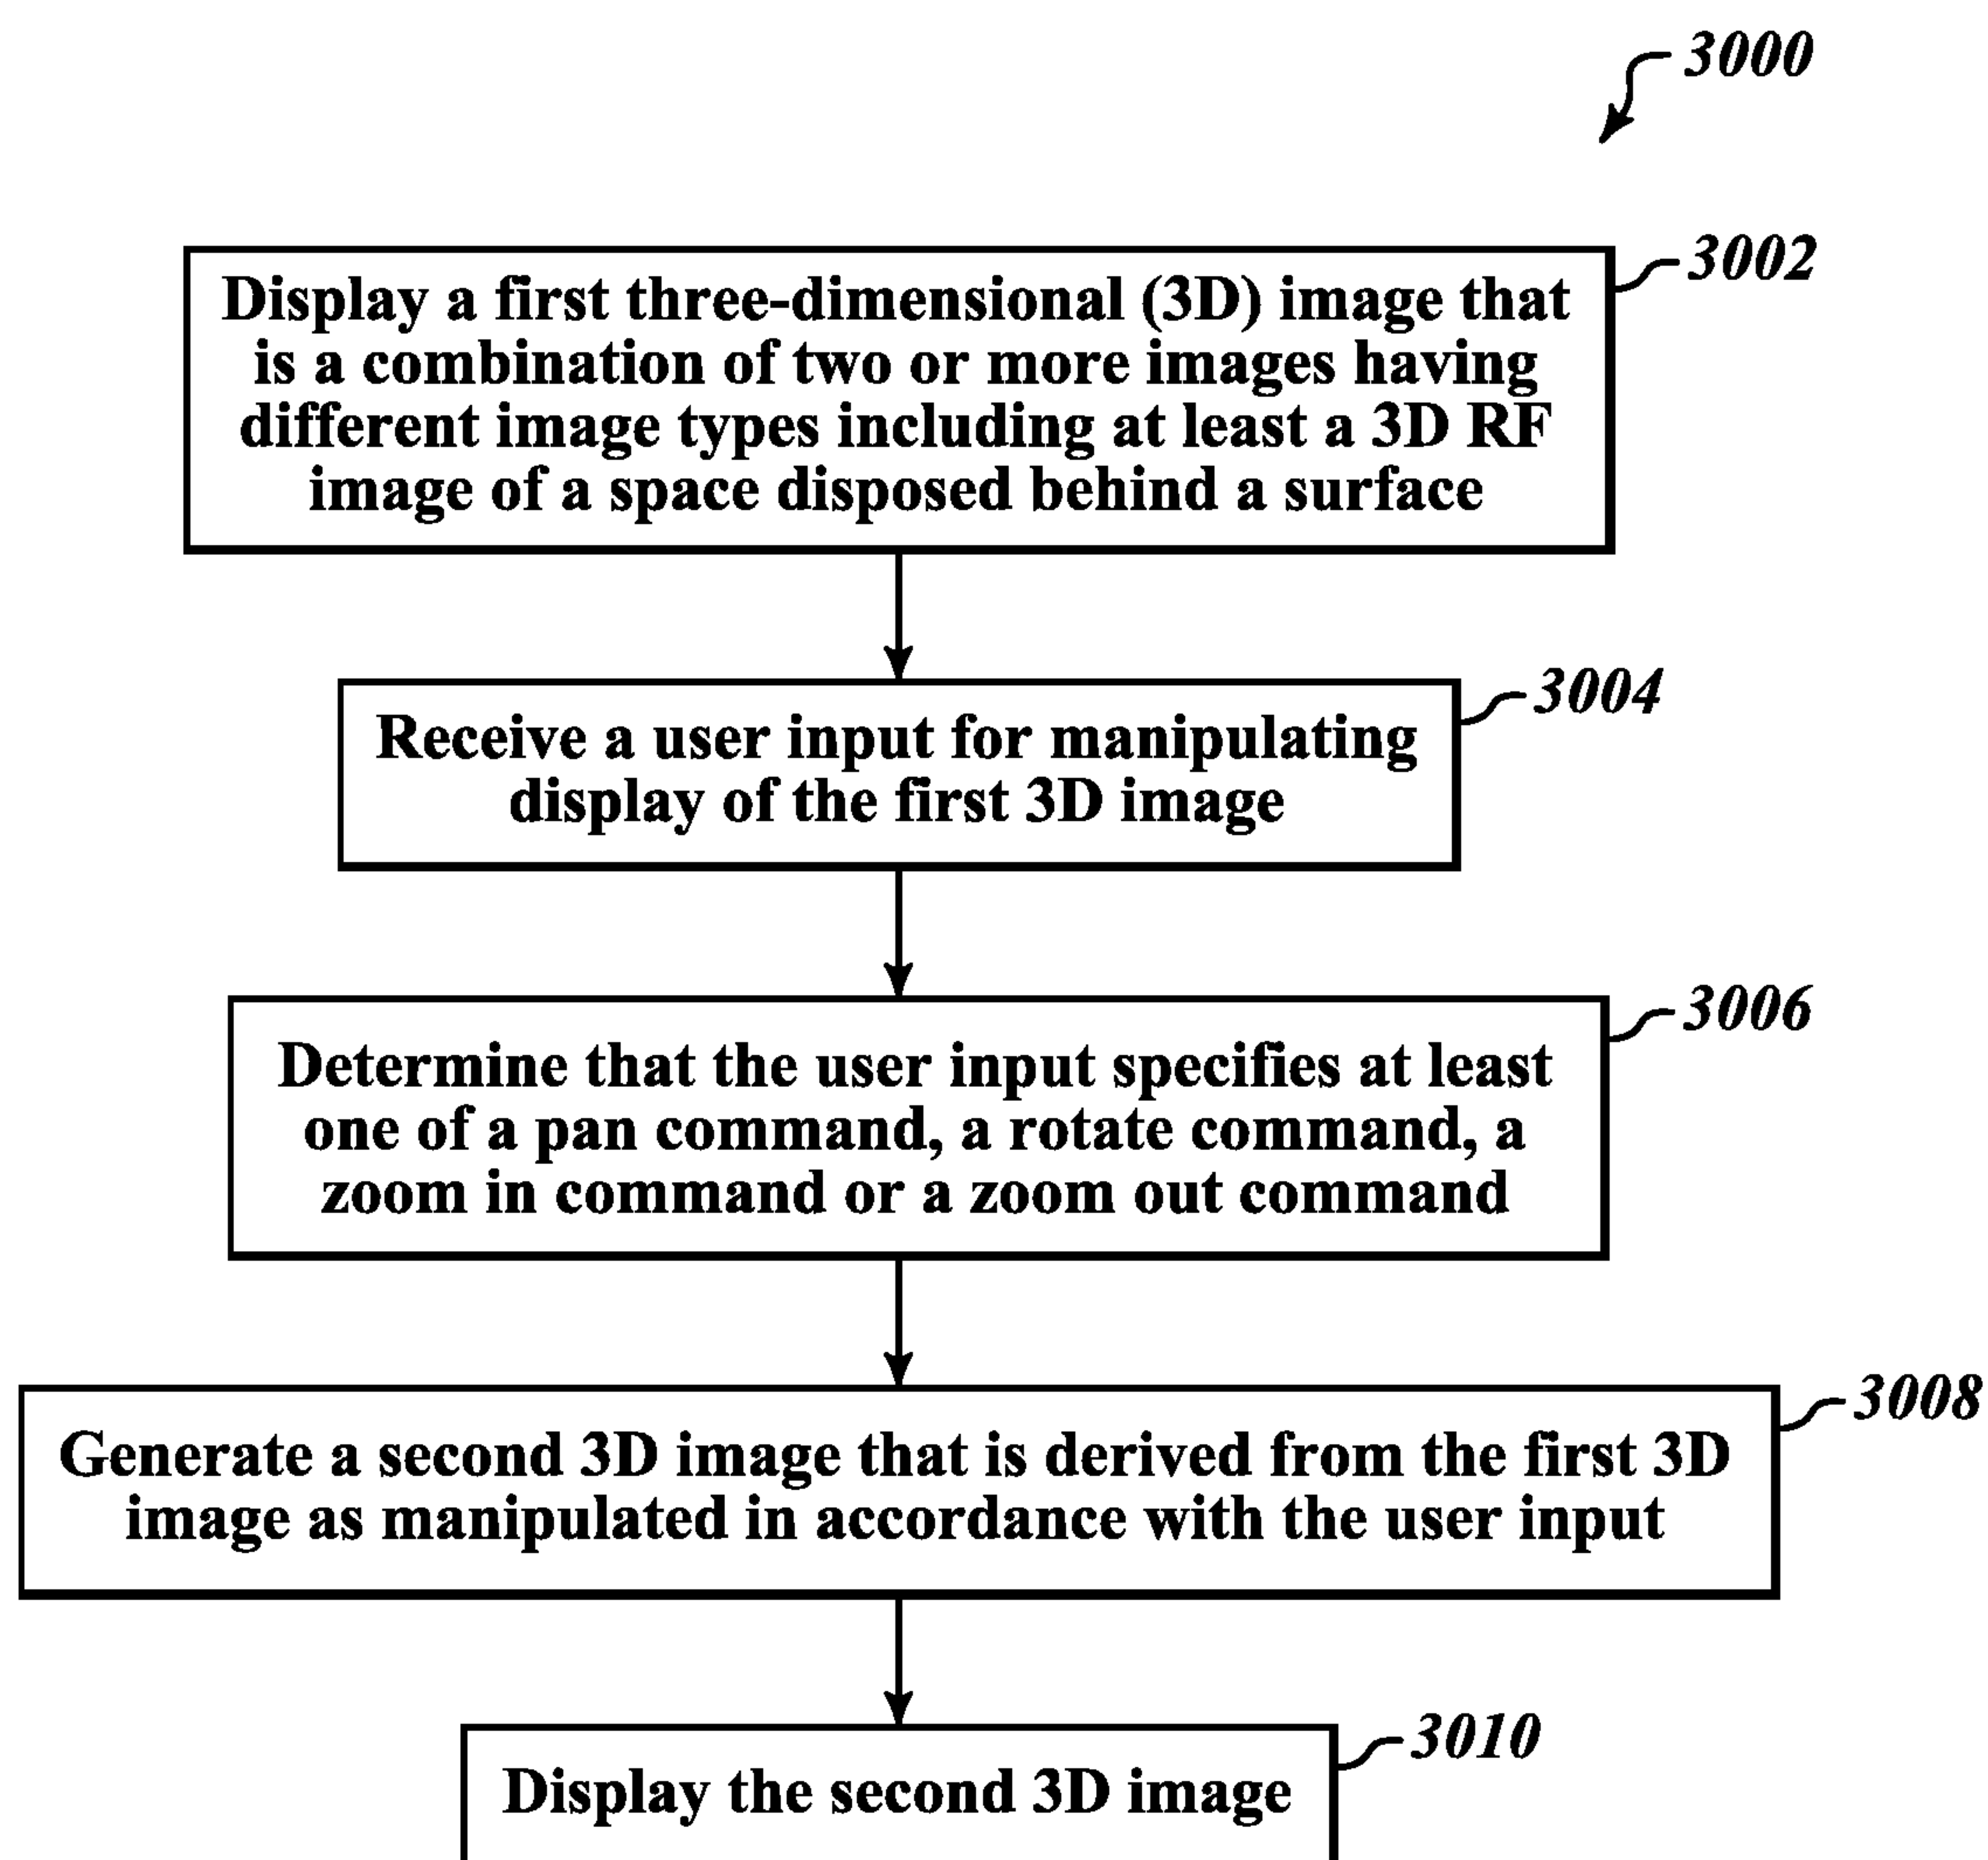 3000
3002
Display a first three-dimensional (3D) image that
is a combination of two or more images having
different image types including at least a 3D RF
image of a space disposed behind a surface
3004
Receive a user input for manipulating
display of the first 3D image
3006
Determine that the user input specifies at least
one of a pan command, a rotate command, a
zoom in command or a zoom out command
3008
Generate a second 3D image that is derived from the first 3D
image as manipulated in accordance with the user input
3010
Display the second 3D image